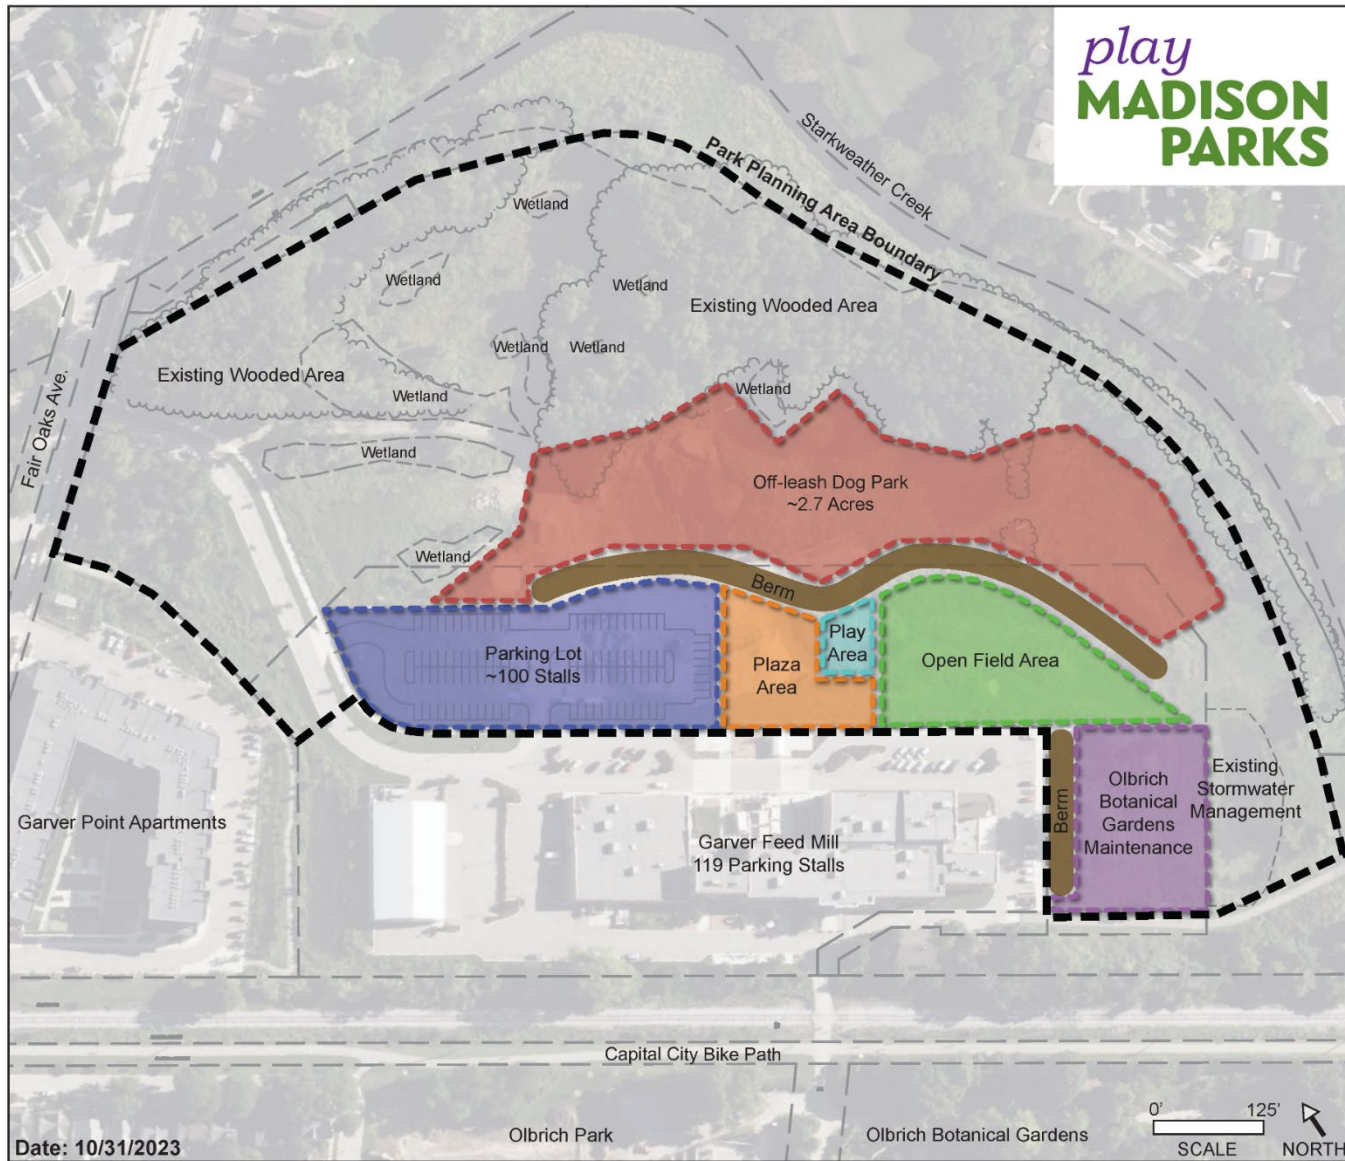 play
MADISON
PARKS
Starkweather Creek
Park Planning Area Boundary
Wetland
Wetland
Wetland
Existing Wooded Area
Wetland
Wetland
Existing Wooded Area
Wetland
Wetland
Fair Oaks Ave.
Wetland
Off-leash Dog Park
~2.7 Acres
Wetland
Berm
Parking Lot
~100 Stalls
Plaza
Area
Play
Area
Open Field Area
Garver Point Apartments
Garver Feed Mill
119 Parking Stalls
Berm
Olbrich
Botanical
Gardens
Maintenance
Existing
Stormwater
Management
Capital City Bike Path
Olbrich Park
Olbrich Botanical Gardens
0'
125'
SCALE
NORTH
Date: 10/31/2023